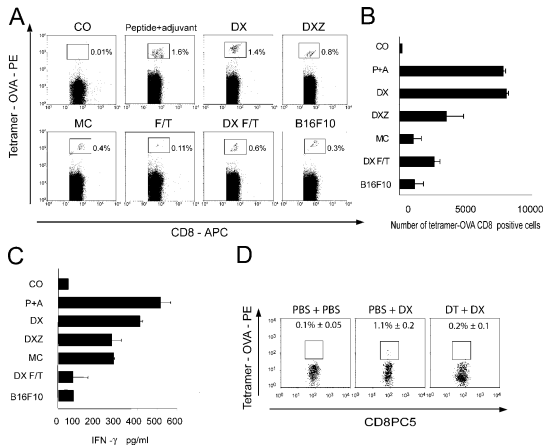 A
CO
Peptide+adjuvant
DX
DXZ
0.01%
1.6%
1.4%
0.8%
MC
F/T
DX F/T
B16F10
0.4%
0.11%
0.6%
0.3%
Tetramer - OVA - PE
CD8 - APC
B
CO
P+A
DX
DXZ
MC
DX F/T
B16F10
0 5000 10000
Number of tetramer-OVA CD8 positive cells
C
CO
P+A
DX
DXZ
MC
DX F/T
B16F10
0 100 200 300 400 500 600
IFN -γ pg/ml
D
PBS + PBS
PBS + DX
DT + DX
0.1% ± 0.05
1.1% ± 0.2
0.2% ± 0.1
Tetramer - OVA - PE
CD8PC5